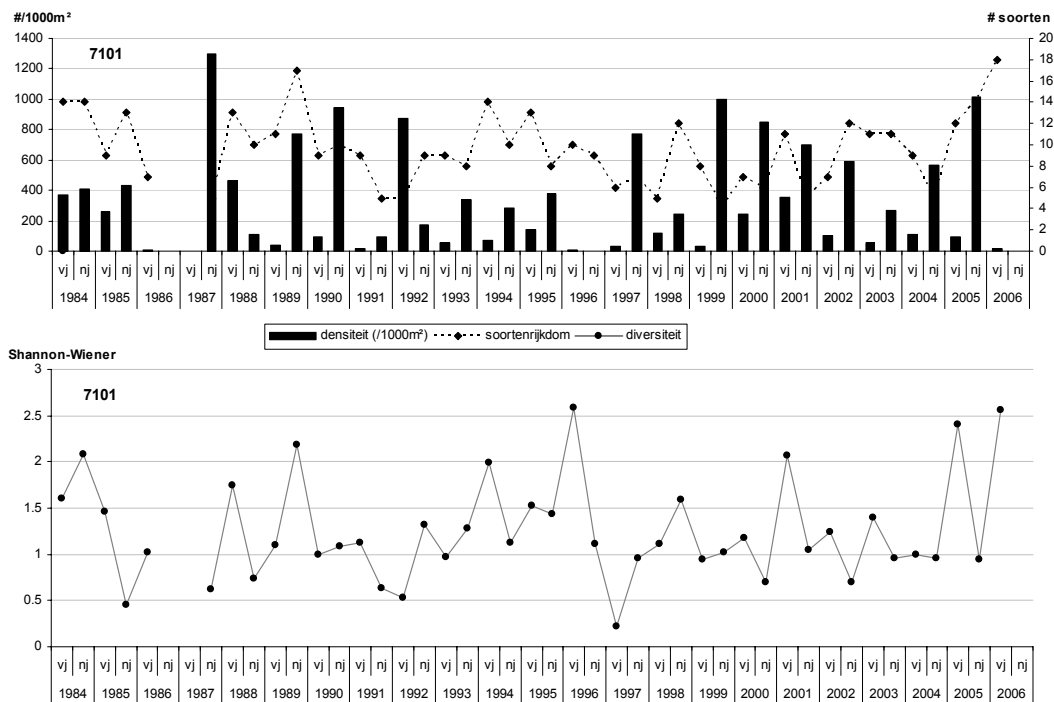 #/1000m² # soorten
7101
1400 20
1200 18
1000 16
800 14
600 12
400 10
200 8
0 6
4
2
0
vj nj vj nj vj nj vj nj vj nj vj nj vj nj vj nj vj nj vj nj vj nj vj nj vj nj vj nj vj nj vj nj vj nj vj nj vj nj vj nj vj nj vj nj vj nj
1984 1985 1986 1987 1988 1989 1990 1991 1992 1993 1994 1995 1996 1997 1998 1999 2000 2001 2002 2003 2004 2005 2006
densiteit (/1000m²) soortenrijkdom diversiteit
Shannon-Wiener
7101
3
2.5
2
1.5
1
0.5
0
vj nj vj nj vj nj vj nj vj nj vj nj vj nj vj nj vj nj vj nj vj nj vj nj vj nj vj nj vj nj vj nj vj nj vj nj vj nj vj nj vj nj vj nj vj nj
1984 1985 1986 1987 1988 1989 1990 1991 1992 1993 1994 1995 1996 1997 1998 1999 2000 2001 2002 2003 2004 2005 2006